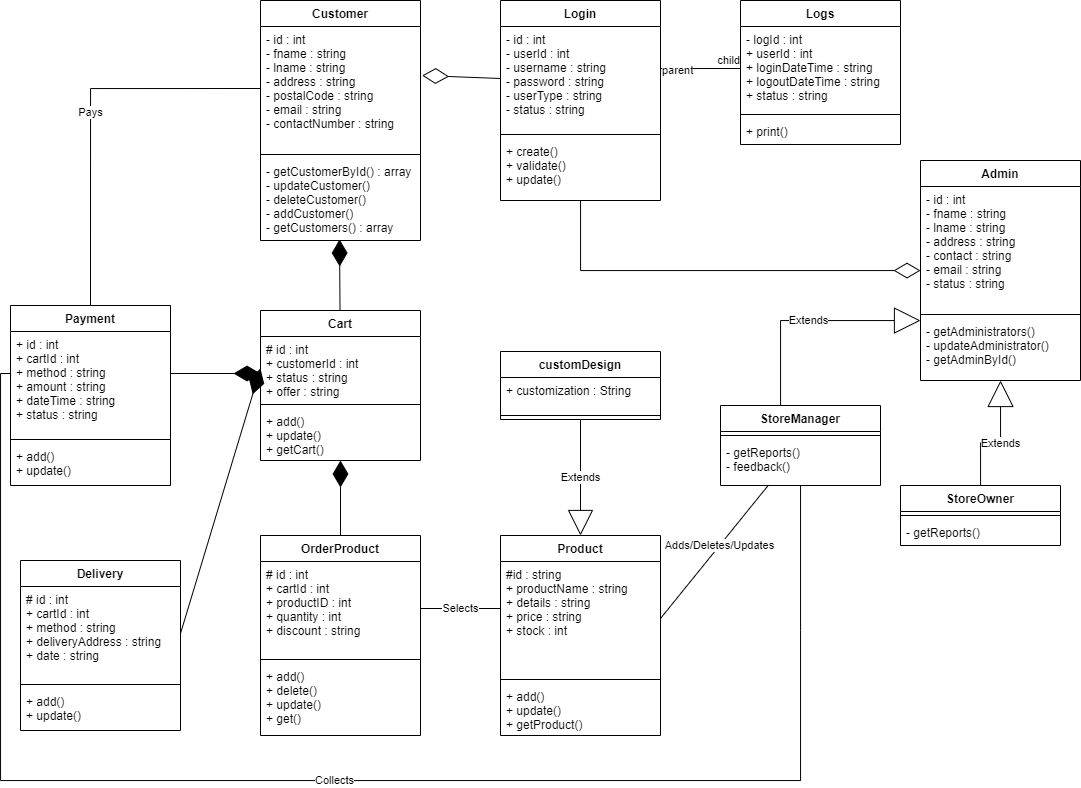 Customer
- id : int
- fname : string
- lname : string
- address : string
- postalCode : string
- email : string
- contactNumber : string
- getCustomerById() : array
- updateCustomer()
- deleteCustomer()
- addCustomer()
- getCustomers() : array
Login
- id : int
- userId : int
- username : string
- password : string
- userType : string
- status : string
+ create()
+ validate()
+ update()
parent
child
Logs
- logId : int
+ userId : int
+ loginDateTime : string
+ logoutDateTime : string
+ status : string
+ print()
Pays
Admin
- id : int
- fname : string
- lname : string
- address : string
- contact : string
- email : string
- status : string
- getAdministrators()
- updateAdministrator()
- getAdminById()
Payment
+ id : int
+ cartId : int
+ method : string
+ amount : string
+ dateTime : string
+ status : string
+ add()
+ update()
Cart
# id : int
+ customerId : int
+ status : string
+ offer : string
+ add()
+ update()
+ getCart()
customDesign
+ customization : String
Extends
Extends
StoreManager
- getReports()
- feedback()
Extends
StoreOwner
- getReports()
Delivery
# id : int
+ cartId : int
+ method : string
+ deliveryAddress : string
+ date : string
+ add()
+ update()
OrderProduct
# id : int
+ cartId : int
+ productID : int
+ quantity : int
+ discount : string
+ add()
+ delete()
+ update()
+ get()
Selects
Product
#id : string
+ productName : string
+ details : string
+ price : string
+ stock : int
+ add()
+ update()
+ getProduct()
Adds/Deletes/Updates
Collects